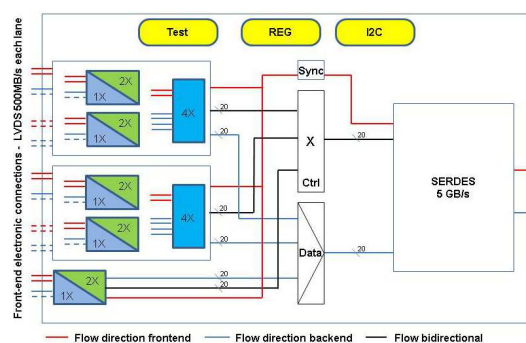 Test
REG
I2C
Front-end electronic connections - LVDS 500MB/s each lane
Sync
2X
1X
4X
20
2X
1X
20
X
20
Ctrl
SERDES
5 GB/s
2X
1X
4X
20
2X
1X
20
Data
20
2X
1X
20
20
Flow direction frontend
Flow direction backend
Flow bidirectional